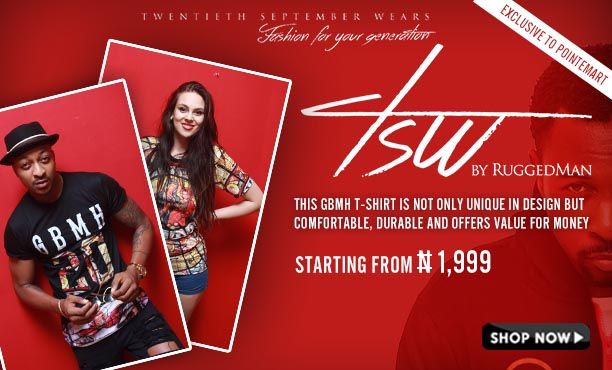 TWENTIETH SEPTEMBER WEARS
Fashion for your generation
EXCLUSIVE TO POINTEMART
tsw
BY RUGGEDMAN
THIS GBMH T-SHIRT IS NOT ONLY UNIQUE IN DESIGN BUT
COMFORTABLE, DURABLE AND OFFERS VALUE FOR MONEY
STARTING FROM ₦ 1,999
SHOP NOW
GBMH